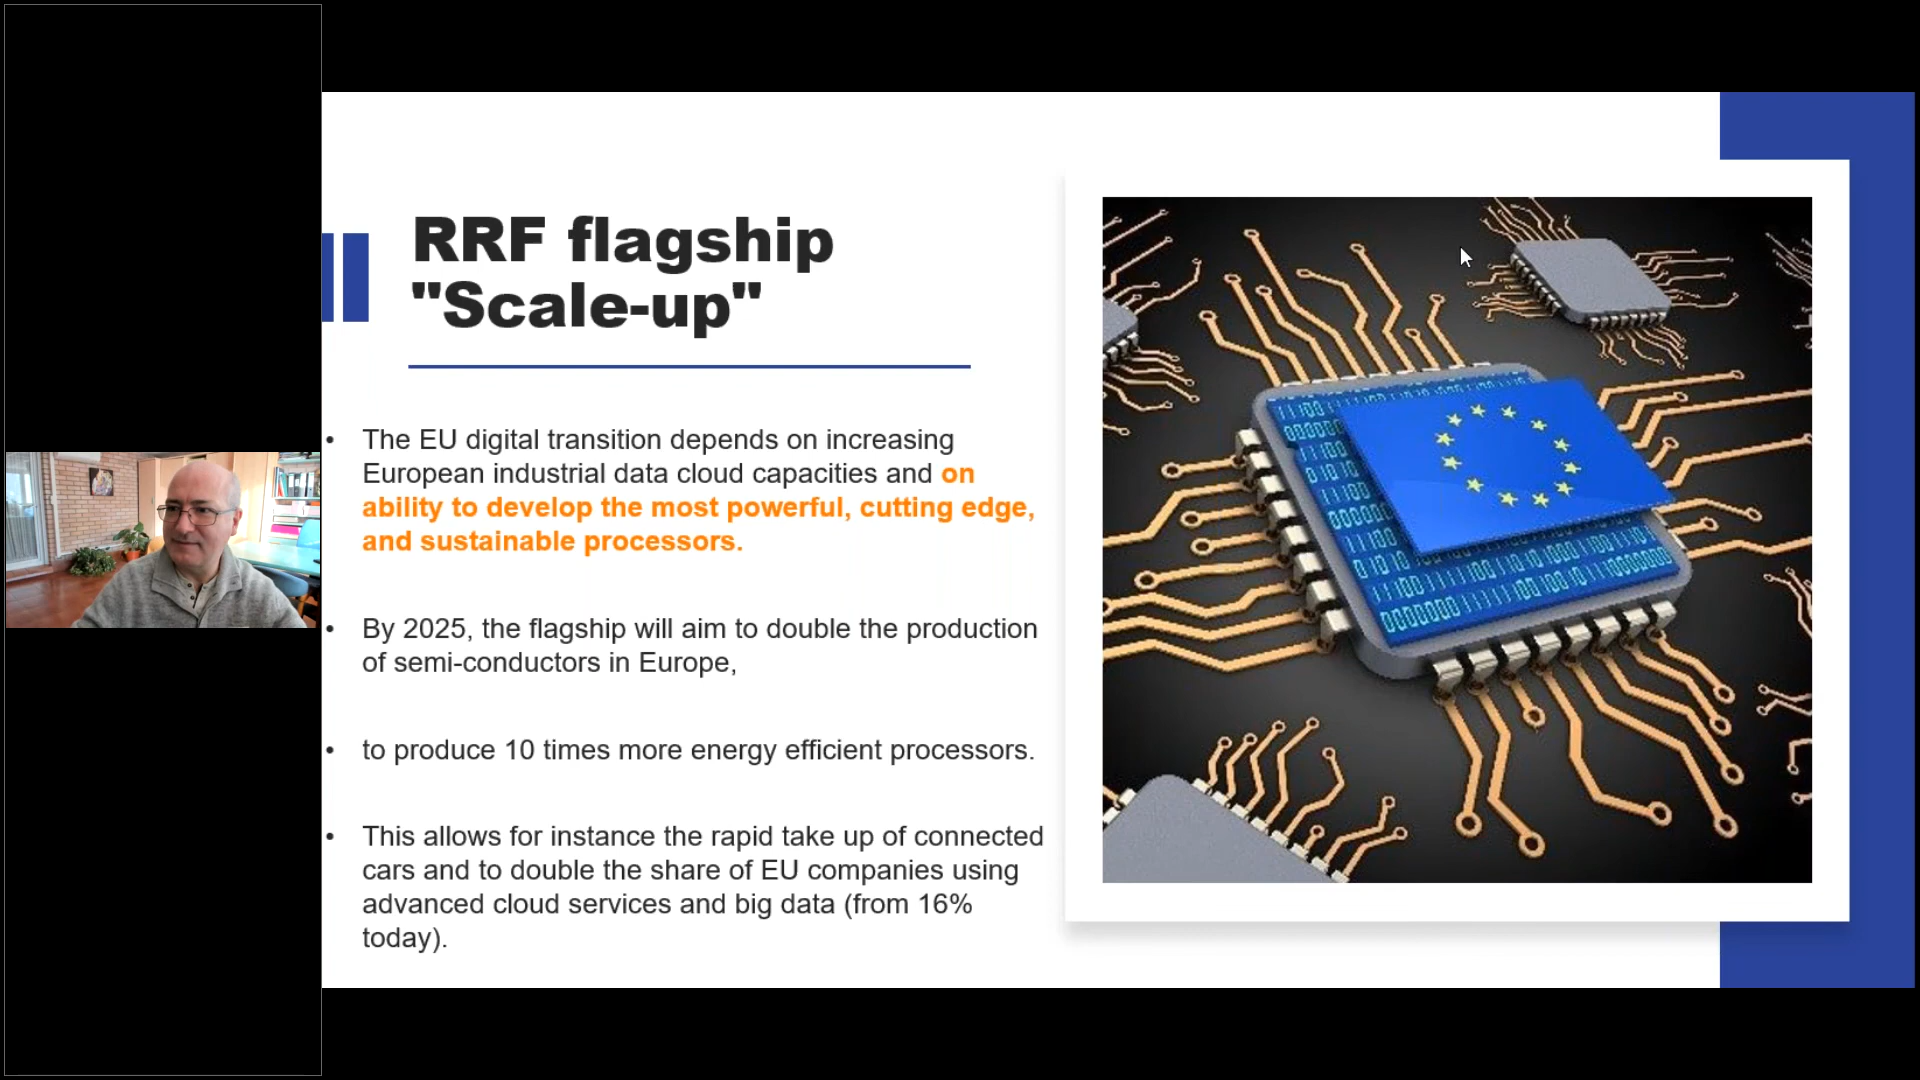 RRF flagship
"Scale-up"
• The EU digital transition depends on increasing
European industrial data cloud capacities and on
ability to develop the most powerful, cutting edge,
and sustainable processors.
• By 2025, the flagship will aim to double the production
of semi-conductors in Europe,
• to produce 10 times more energy efficient processors.
• This allows for instance the rapid take up of connected
cars and to double the share of EU companies using
advanced cloud services and big data (from 16%
today).